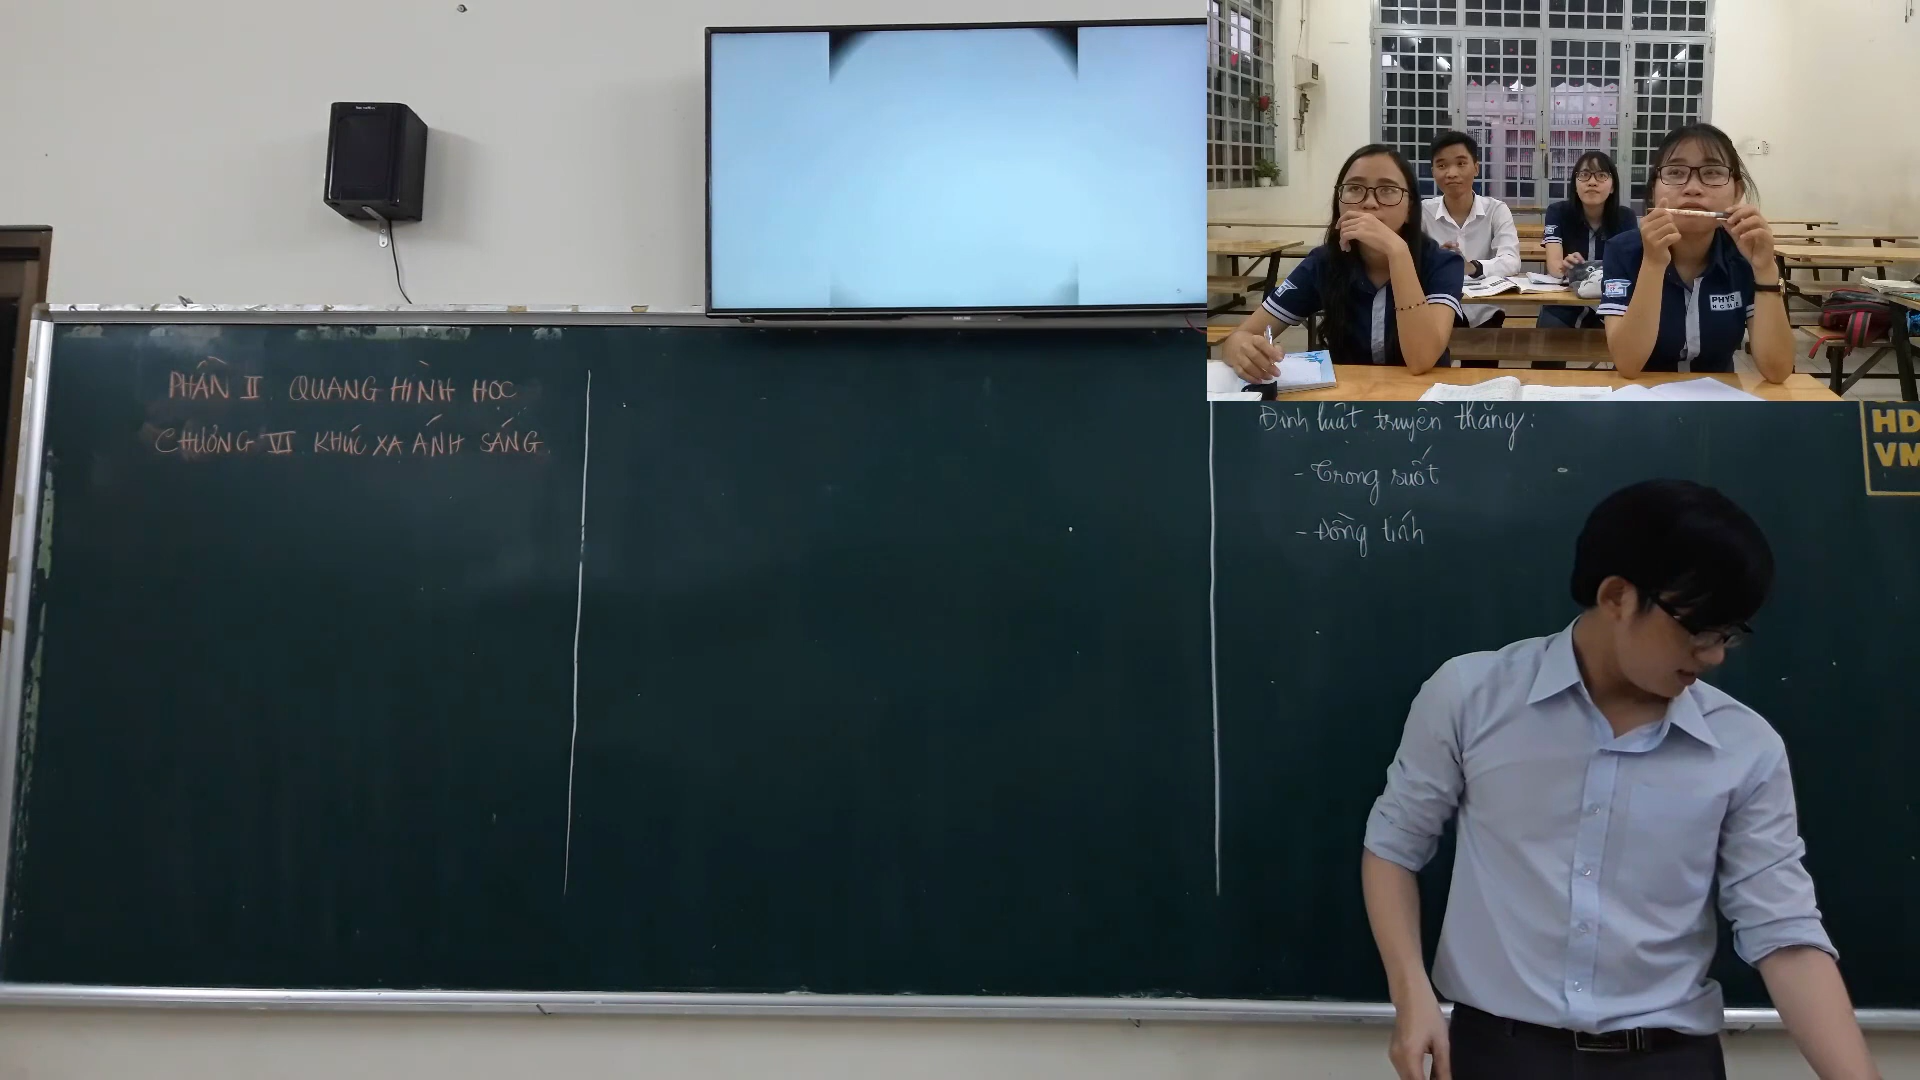 PHẦN II. QUANG HÌNH HỌC
CHƯƠNG VI. KHÚC XẠ ÁNH SÁNG.
Định luật truyền thẳng:
- Trong suốt
- Đồng tính
HD
VM
PHYS